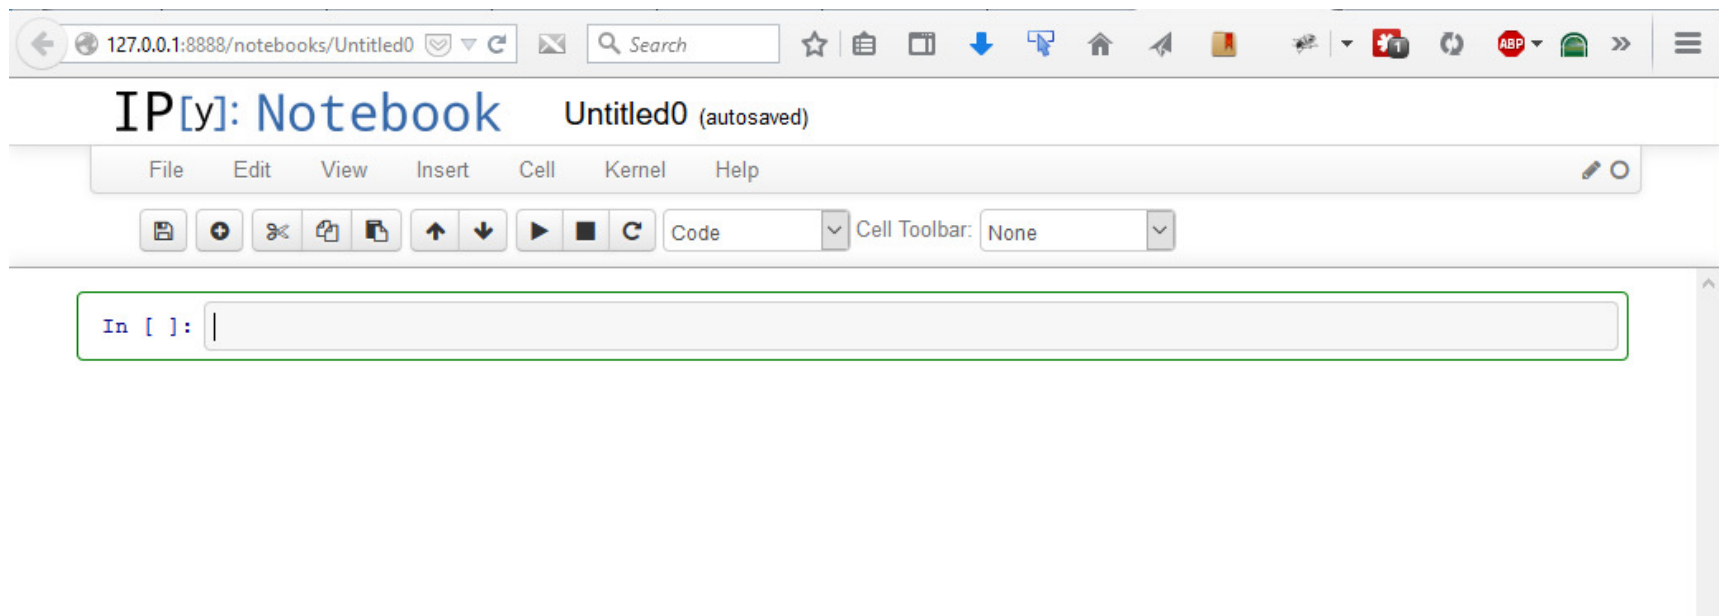 127.0.0.1:8888/notebooks/Untitled0 Search ABP 1
IP[y]: Notebook Untitled0 (autosaved)
File Edit View Insert Cell Kernel Help
Code Cell Toolbar: None
In [ ]: